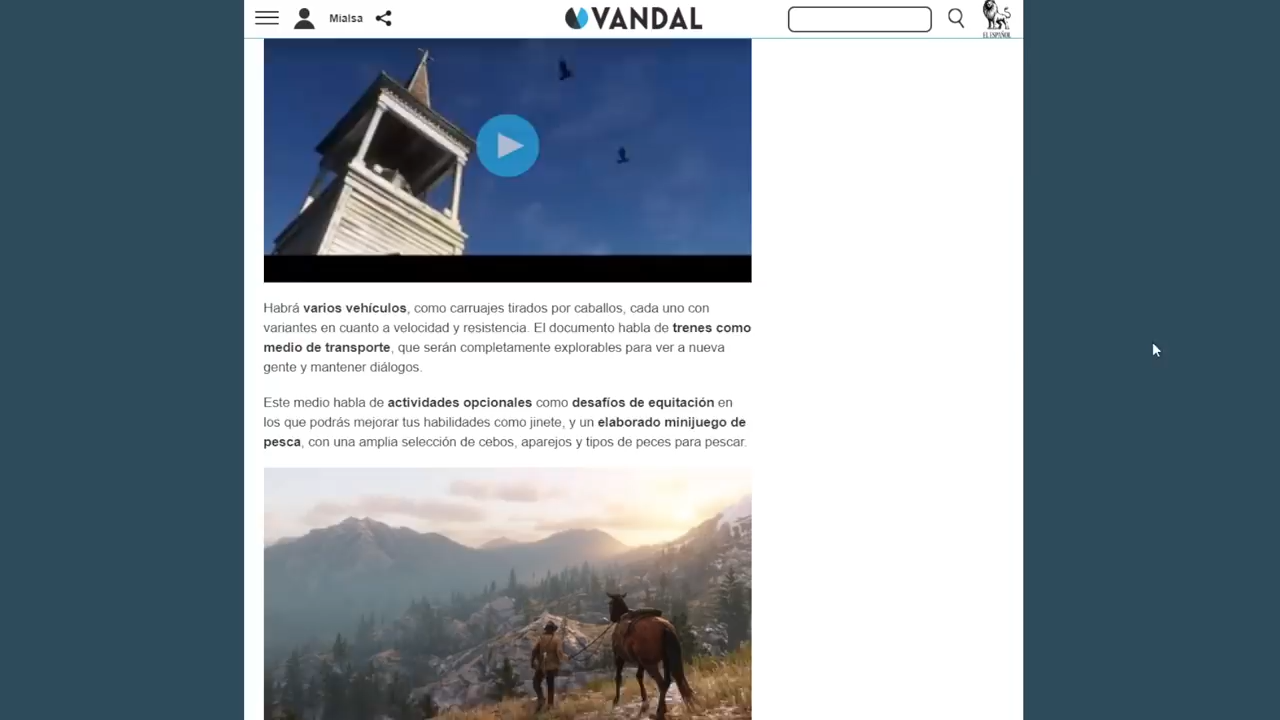 Mialsa
VANDAL
EL ESPAÑOL
Habrá varios vehículos, como carruajes tirados por caballos, cada uno con
variantes en cuanto a velocidad y resistencia. El documento habla de trenes como
medio de transporte, que serán completamente explorables para ver a nueva
gente y mantener diálogos.
Este medio habla de actividades opcionales como desafíos de equitación en
los que podrás mejorar tus habilidades como jinete, y un elaborado minijuego de
pesca, con una amplia selección de cebos, aparejos y tipos de peces para pescar.